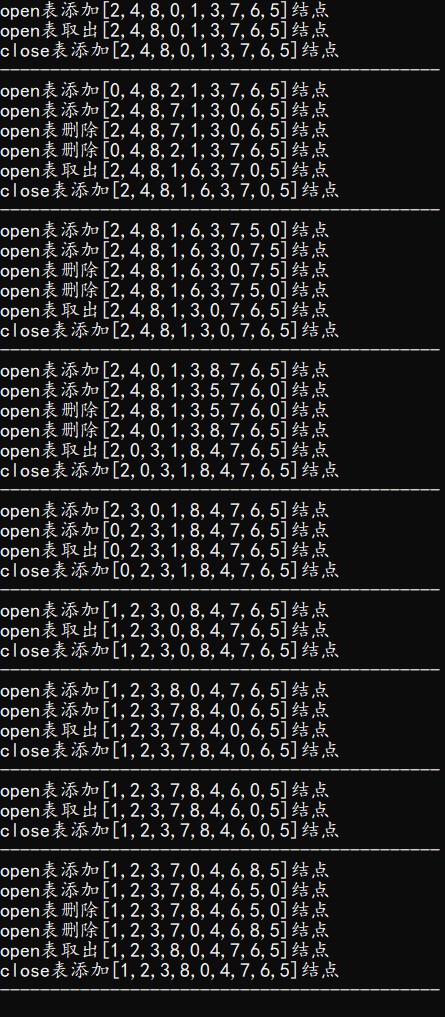 open表添加[2,4,8,0,1,3,7,6,5]结点
open表取出[2,4,8,0,1,3,7,6,5]结点
close表添加[2,4,8,0,1,3,7,6,5]结点
open表添加[0,4,8,2,1,3,7,6,5]结点
open表添加[2,4,8,7,1,3,0,6,5]结点
open表删除[2,4,8,7,1,3,0,6,5]结点
open表删除[0,4,8,2,1,3,7,6,5]结点
open表取出[2,4,8,1,6,3,7,0,5]结点
close表添加[2,4,8,1,6,3,7,0,5]结点
open表添加[2,4,8,1,6,3,7,5,0]结点
open表添加[2,4,8,1,6,3,0,7,5]结点
open表删除[2,4,8,1,6,3,0,7,5]结点
open表删除[2,4,8,1,6,3,7,5,0]结点
open表取出[2,4,8,1,3,0,7,6,5]结点
close表添加[2,4,8,1,3,0,7,6,5]结点
open表添加[2,4,0,1,3,8,7,6,5]结点
open表添加[2,4,8,1,3,5,7,6,0]结点
open表删除[2,4,8,1,3,5,7,6,0]结点
open表删除[2,4,0,1,3,8,7,6,5]结点
open表取出[2,0,3,1,8,4,7,6,5]结点
close表添加[2,0,3,1,8,4,7,6,5]结点
open表添加[2,3,0,1,8,4,7,6,5]结点
open表添加[0,2,3,1,8,4,7,6,5]结点
open表取出[0,2,3,1,8,4,7,6,5]结点
close表添加[0,2,3,1,8,4,7,6,5]结点
open表添加[1,2,3,0,8,4,7,6,5]结点
open表取出[1,2,3,0,8,4,7,6,5]结点
close表添加[1,2,3,0,8,4,7,6,5]结点
open表添加[1,2,3,8,0,4,7,6,5]结点
open表添加[1,2,3,7,8,4,0,6,5]结点
open表取出[1,2,3,7,8,4,0,6,5]结点
close表添加[1,2,3,7,8,4,0,6,5]结点
open表添加[1,2,3,7,8,4,6,0,5]结点
open表取出[1,2,3,7,8,4,6,0,5]结点
close表添加[1,2,3,7,8,4,6,0,5]结点
open表添加[1,2,3,7,0,4,6,8,5]结点
open表添加[1,2,3,7,8,4,6,5,0]结点
open表删除[1,2,3,7,8,4,6,5,0]结点
open表删除[1,2,3,7,0,4,6,8,5]结点
open表取出[1,2,3,8,0,4,7,6,5]结点
close表添加[1,2,3,8,0,4,7,6,5]结点